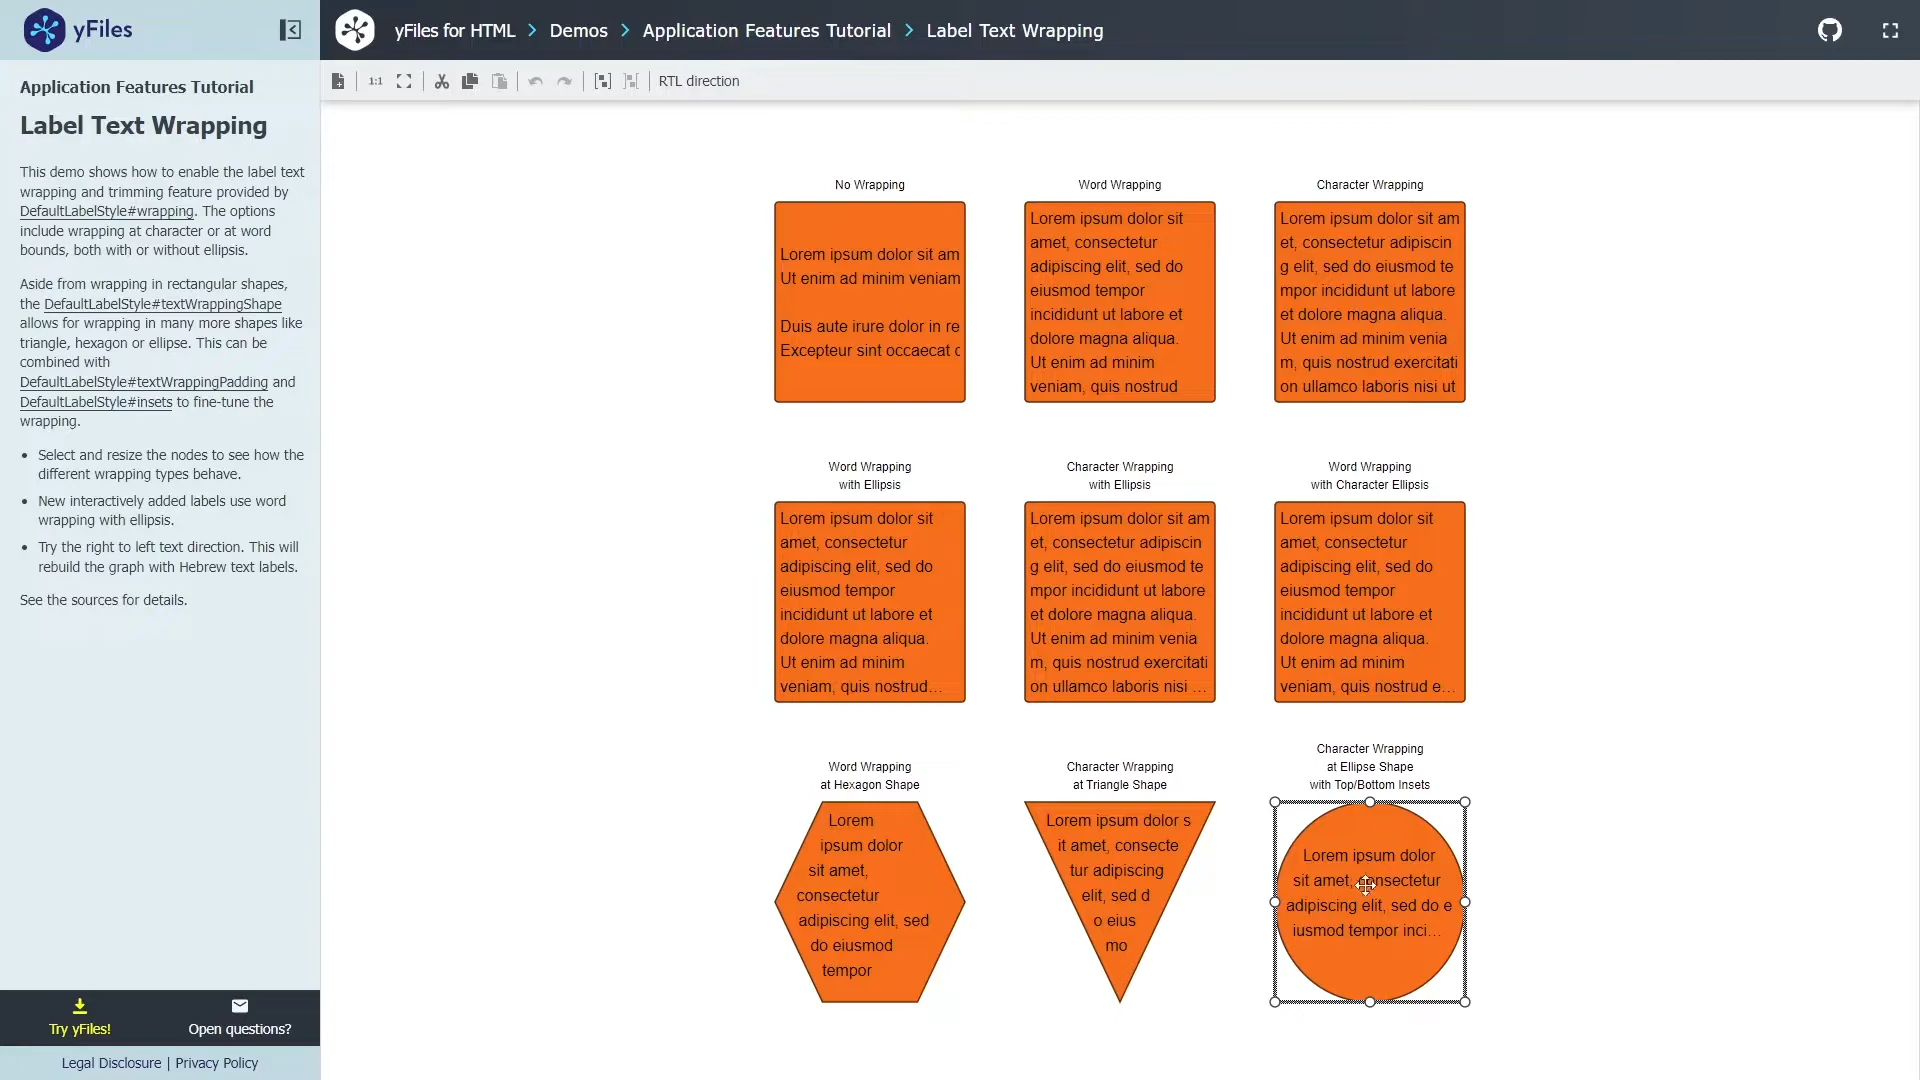 yFiles
yFiles for HTML
Demos
Application Features Tutorial
Label Text Wrapping
1:1
RTL direction
Application Features Tutorial
Label Text Wrapping
This demo shows how to enable the label text
wrapping and trimming feature provided by
DefaultLabelStyle#wrapping. The options
include wrapping at character or at word
bounds, both with or without ellipsis.
Aside from wrapping in rectangular shapes,
the DefaultLabelStyle#textWrappingShape
allows for wrapping in many more shapes like
triangle, hexagon or ellipse. This can be
combined with
DefaultLabelStyle#textWrappingPadding and
DefaultLabelStyle#insets to fine-tune the
wrapping.
• Select and resize the nodes to see how the
different wrapping types behave.
• New interactively added labels use word
wrapping with ellipsis.
• Try the right to left text direction. This will
rebuild the graph with Hebrew text labels.
See the sources for details.
Try yFiles!
Open questions?
Legal Disclosure | Privacy Policy
No Wrapping
Lorem ipsum dolor sit am
Ut enim ad minim veniam
Duis aute irure dolor in re
Excepteur sint occaecat c
Word Wrapping
Lorem ipsum dolor sit
amet, consectetur
adipiscing elit, sed do
eiusmod tempor
incididunt ut labore et
dolore magna aliqua.
Ut enim ad minim
veniam, quis nostrud
Character Wrapping
Lorem ipsum dolor sit am
et, consectetur adipiscin
g elit, sed do eiusmod te
mpor incididunt ut labore
et dolore magna aliqua.
Ut enim ad minim venia
m, quis nostrud exercitati
on ullamco laboris nisi ut
Word Wrapping
with Ellipsis
Lorem ipsum dolor sit
amet, consectetur
adipiscing elit, sed do
eiusmod tempor
incididunt ut labore et
dolore magna aliqua.
Ut enim ad minim
veniam, quis nostrud…
Character Wrapping
with Ellipsis
Lorem ipsum dolor sit am
et, consectetur adipiscin
g elit, sed do eiusmod te
mpor incididunt ut labore
et dolore magna aliqua.
Ut enim ad minim venia
m, quis nostrud exercitati
on ullamco laboris nisi …
Word Wrapping
with Character Ellipsis
Lorem ipsum dolor sit
amet, consectetur
adipiscing elit, sed do
eiusmod tempor
incididunt ut labore et
dolore magna aliqua.
Ut enim ad minim
veniam, quis nostrud e…
Word Wrapping
at Hexagon Shape
Lorem
ipsum dolor
sit amet,
consectetur
adipiscing elit, sed
do eiusmod
tempor
Character Wrapping
at Triangle Shape
Lorem ipsum dolor s
it amet, consecte
tur adipiscing
elit, sed d
o eius
mo
Character Wrapping
at Ellipse Shape
with Top/Bottom Insets
Lorem ipsum dolor
sit amet, consectetur
adipiscing elit, sed do e
iusmod tempor inci…